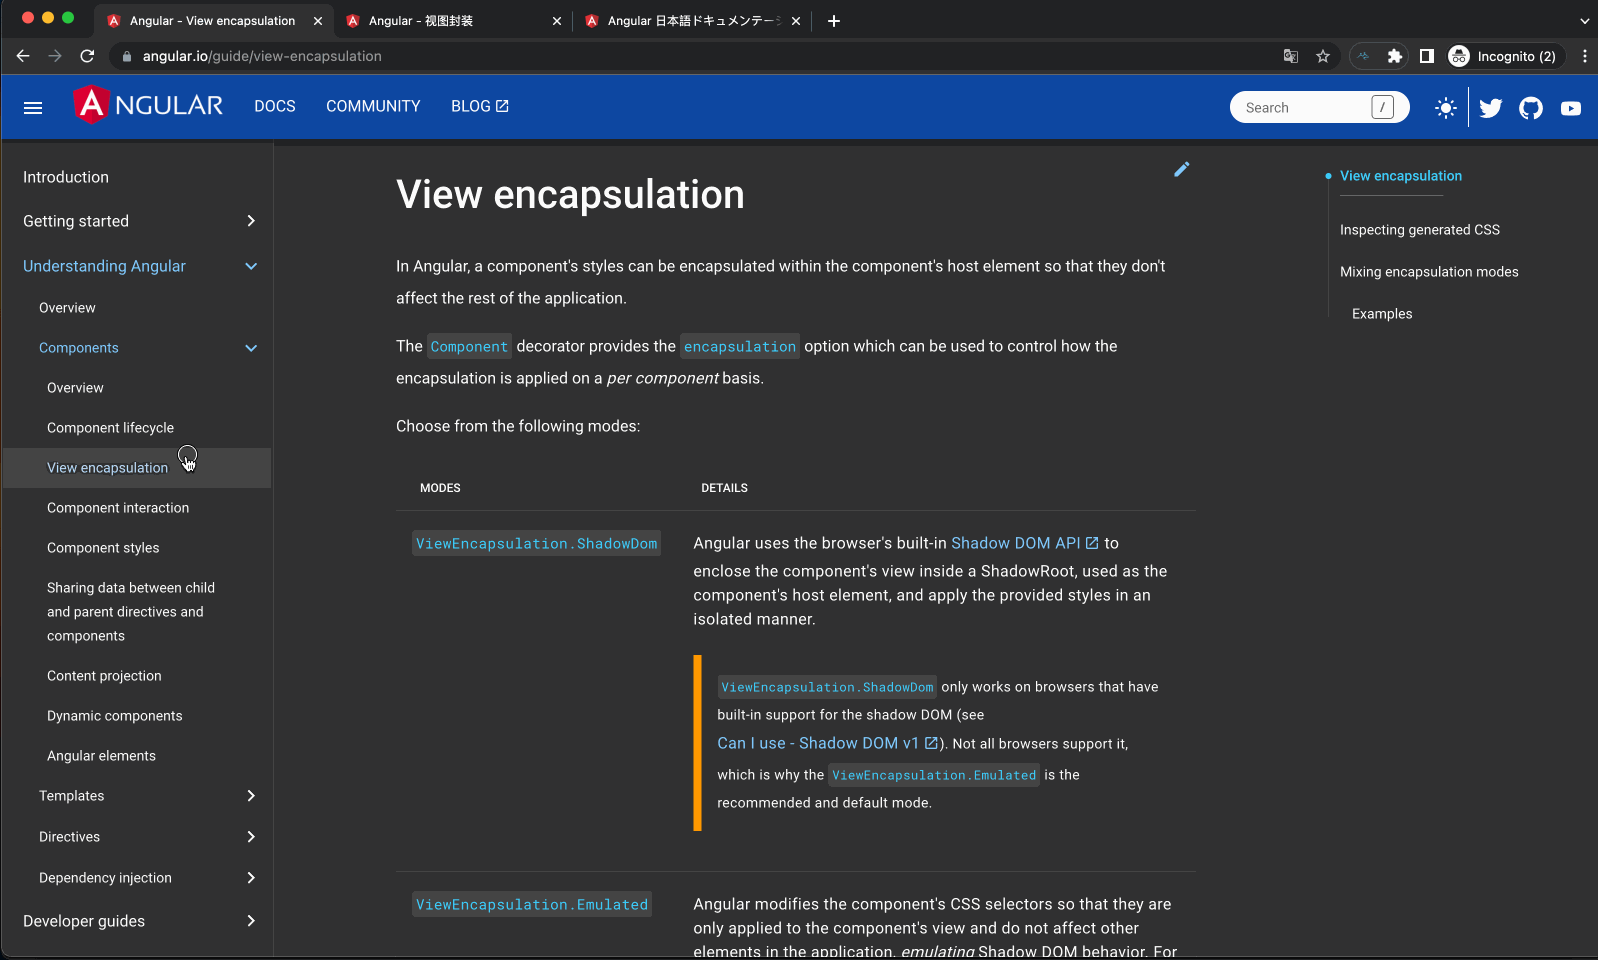 Angular - View encapsulation
Angular - 视图封装
Angular 日本語ドキュメンテーシ
angular.io/guide/view-encapsulation
Incognito (2)
ANGULAR
DOCS
COMMUNITY
BLOG
Search
/
Introduction
Getting started
Understanding Angular
Overview
Components
Overview
Component lifecycle
View encapsulation
Component interaction
Component styles
Sharing data between child
and parent directives and
components
Content projection
Dynamic components
Angular elements
Templates
Directives
Dependency injection
Developer guides
View encapsulation
In Angular, a component's styles can be encapsulated within the component's host element so that they don't
affect the rest of the application.
The Component decorator provides the encapsulation option which can be used to control how the
encapsulation is applied on a per component basis.
Choose from the following modes:
MODES DETAILS
ViewEncapsulation.ShadowDom
Angular uses the browser's built-in Shadow DOM API to
enclose the component's view inside a ShadowRoot, used as the
component's host element, and apply the provided styles in an
isolated manner.
ViewEncapsulation.ShadowDom only works on browsers that have
built-in support for the shadow DOM (see
Can I use - Shadow DOM v1). Not all browsers support it,
which is why the ViewEncapsulation.Emulated is the
recommended and default mode.
ViewEncapsulation.Emulated
Angular modifies the component's CSS selectors so that they are
only applied to the component's view and do not affect other
elements in the application, emulating Shadow DOM behavior. For
View encapsulation
Inspecting generated CSS
Mixing encapsulation modes
Examples